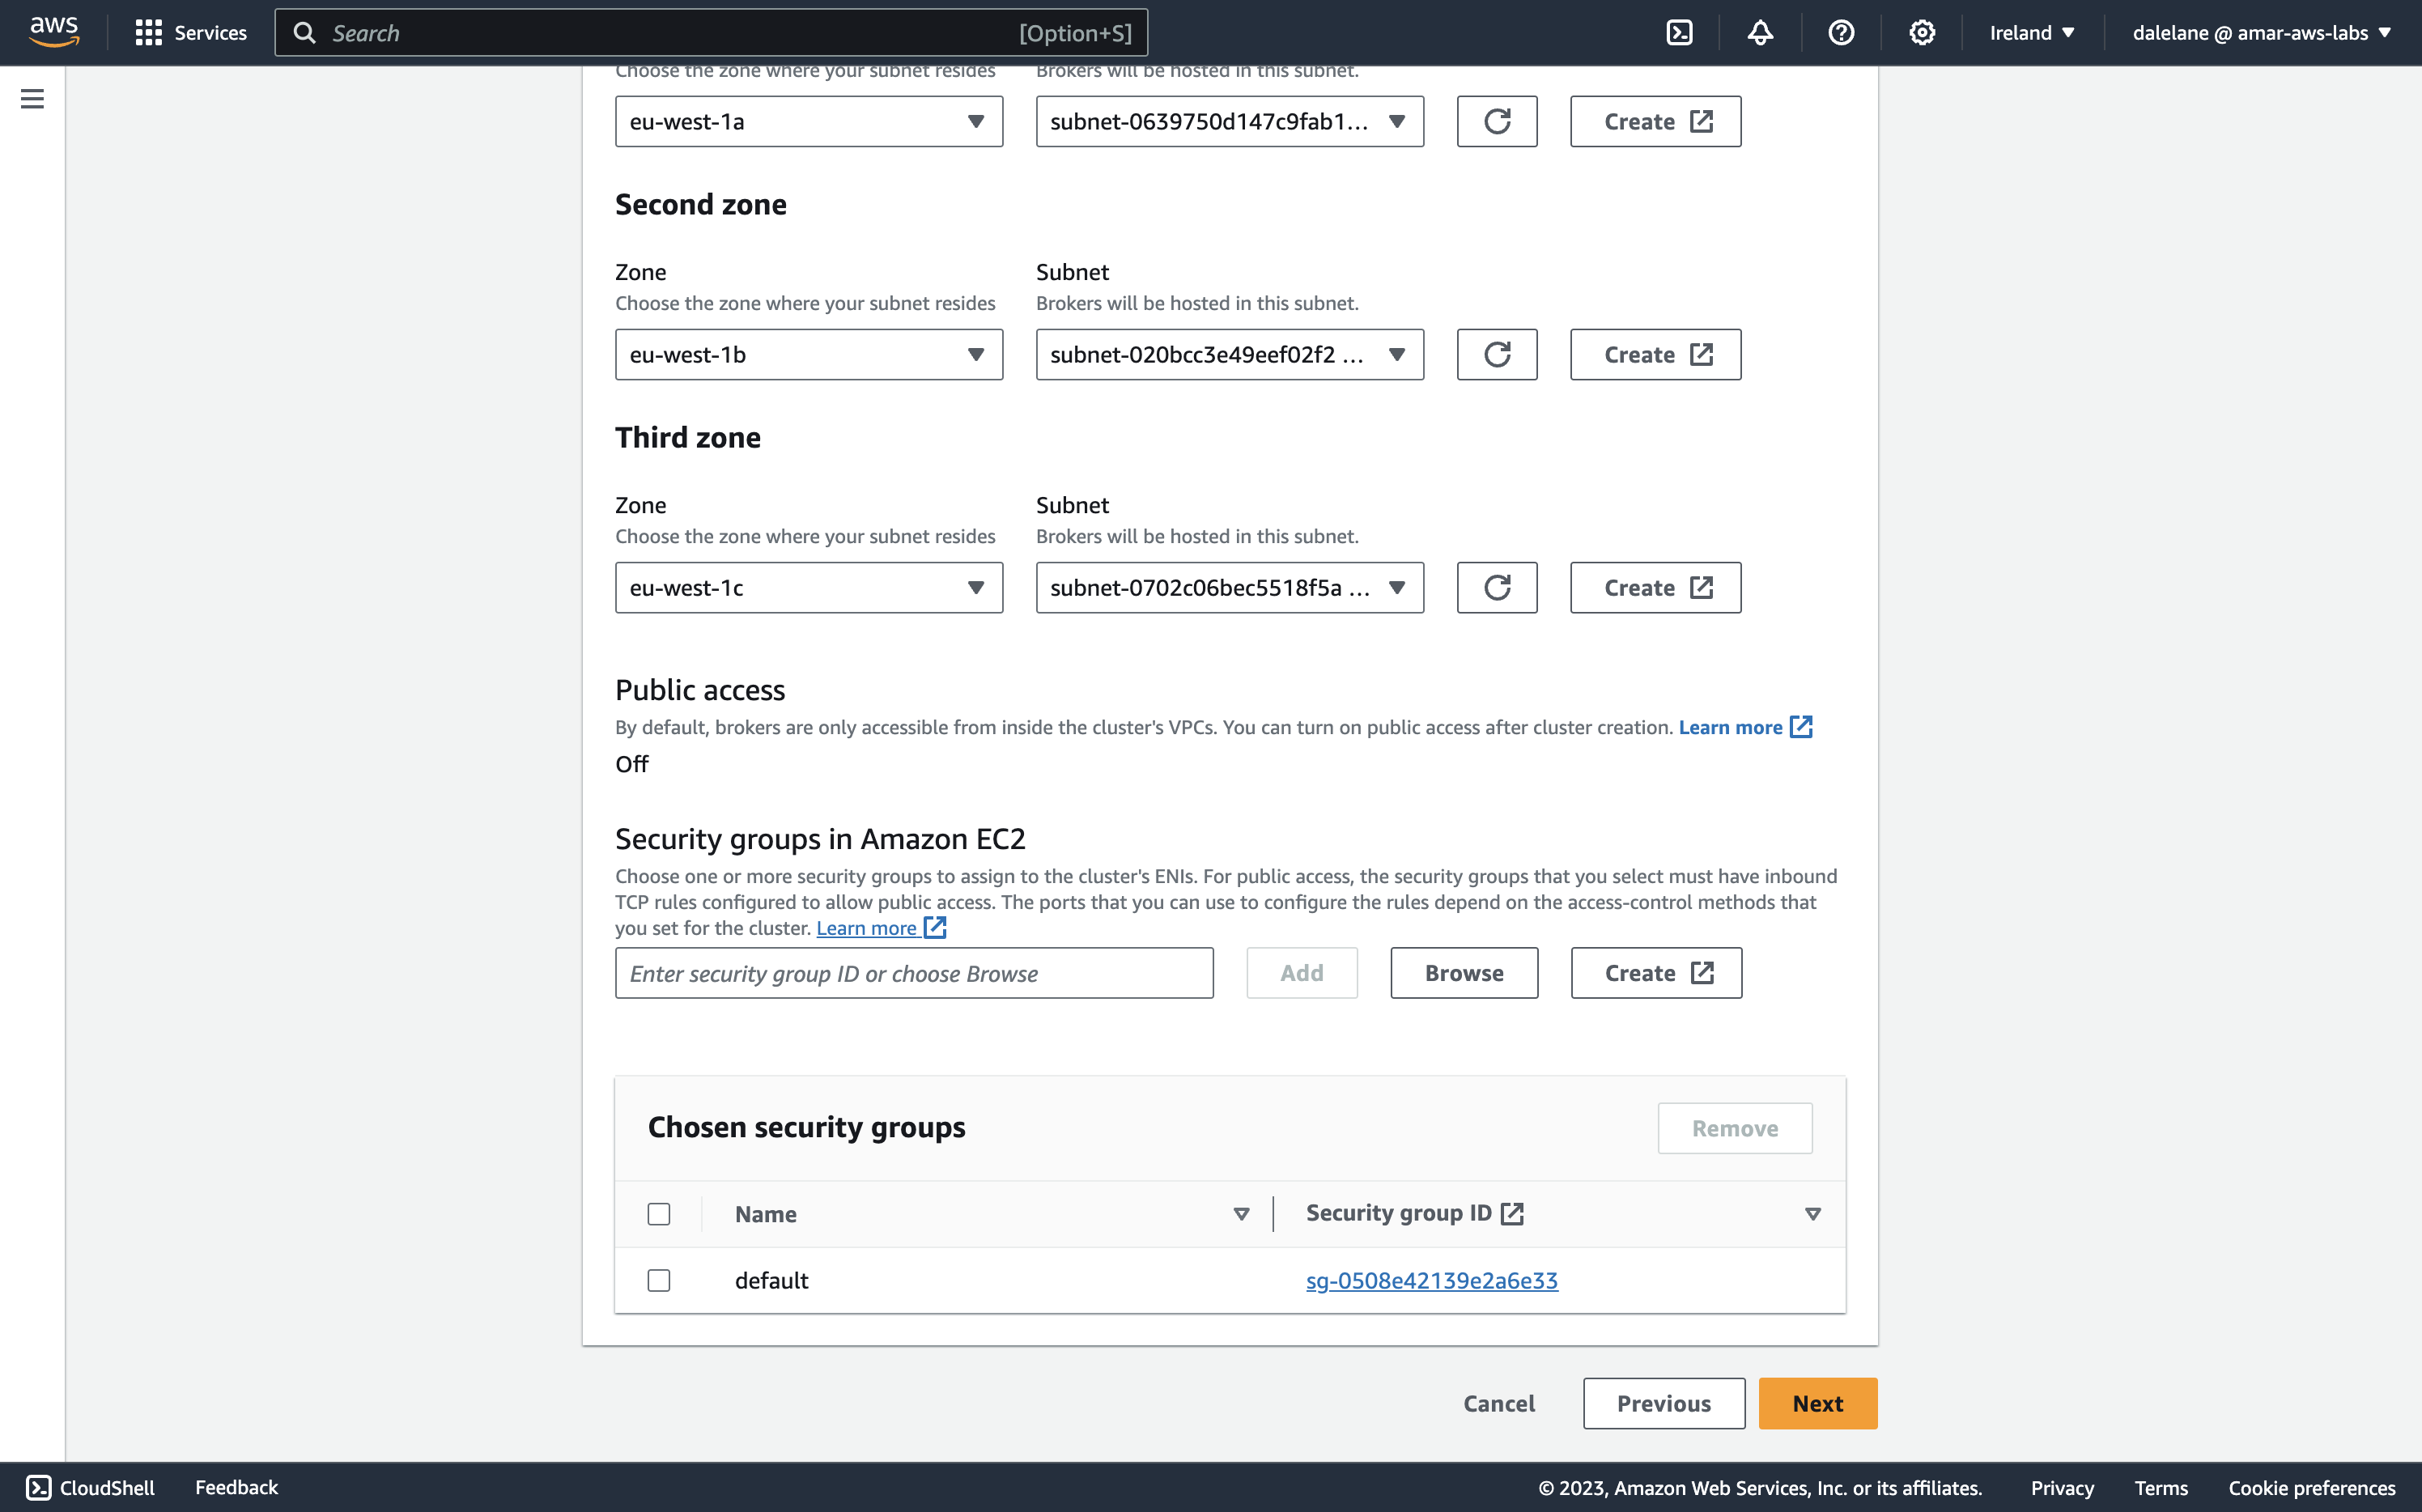 aws
Services
Search
[Option+S]
Ireland
dalelane @ amar-aws-labs
Choose the zone where your subnet resides
Brokers will be hosted in this subnet.
eu-west-1a
subnet-0639750d147c9fab1...
Create
Second zone
Zone
Subnet
Choose the zone where your subnet resides
Brokers will be hosted in this subnet.
eu-west-1b
subnet-020bcc3e49eef02f2 ...
Create
Third zone
Zone
Subnet
Choose the zone where your subnet resides
Brokers will be hosted in this subnet.
eu-west-1c
subnet-0702c06bec5518f5a ...
Create
Public access
By default, brokers are only accessible from inside the cluster's VPCs. You can turn on public access after cluster creation. Learn more
Off
Security groups in Amazon EC2
Choose one or more security groups to assign to the cluster's ENIs. For public access, the security groups that you select must have inbound
TCP rules configured to allow public access. The ports that you can use to configure the rules depend on the access-control methods that
you set for the cluster. Learn more
Enter security group ID or choose Browse
Add
Browse
Create
Chosen security groups
Remove
Name
Security group ID
default
sg-0508e42139e2a6e33
Cancel
Previous
Next
CloudShell
Feedback
© 2023, Amazon Web Services, Inc. or its affiliates.
Privacy
Terms
Cookie preferences